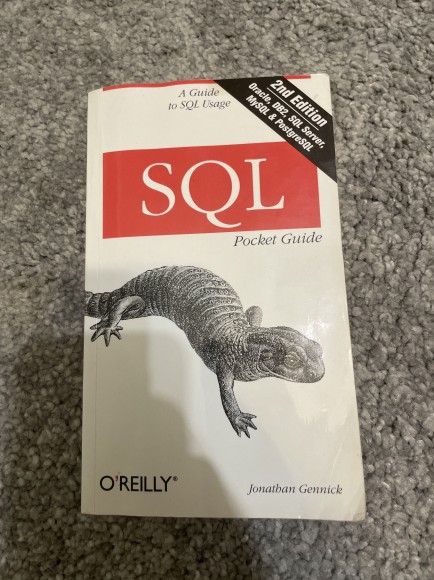 A Guide
to SQL Usage
2nd Edition
Oracle, DB2, SQL Server,
MySQL & PostgreSQL
SQL
Pocket Guide
O'REILLY®
Jonathan Gennick